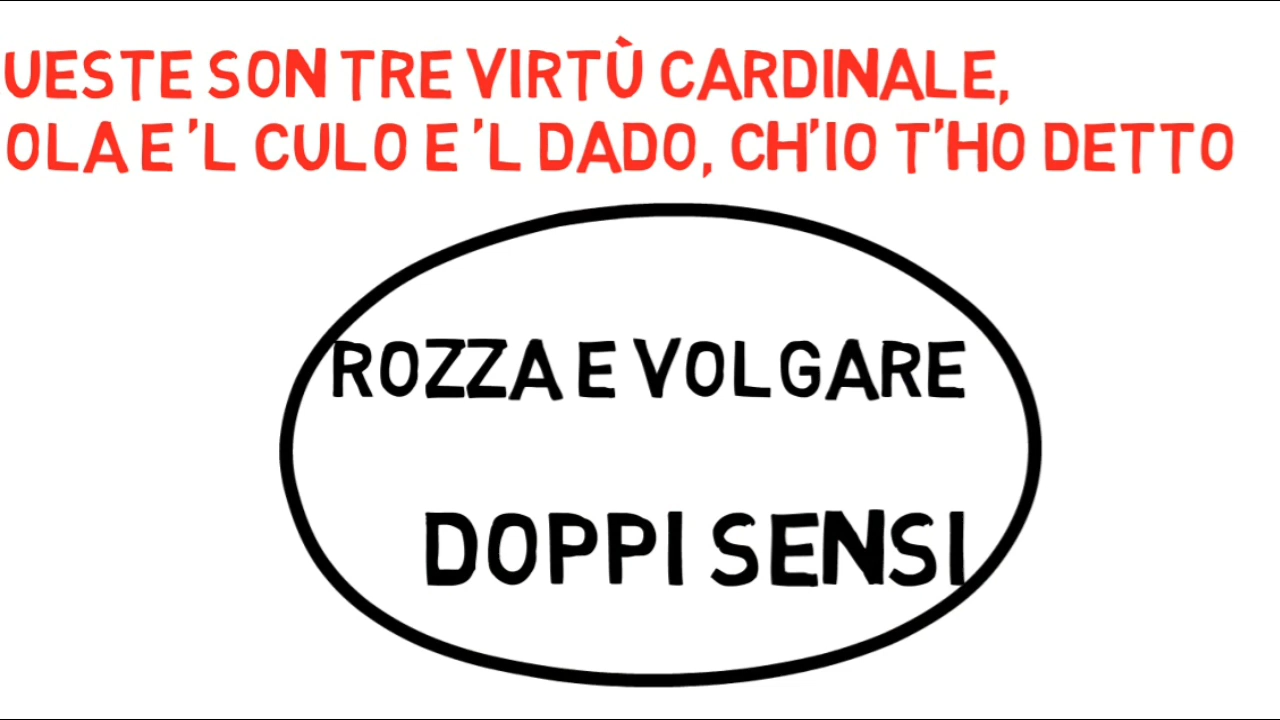 UESTE SON TRE VIRTÙ CARDINALE,
OLA E 'L CULO E 'L DADO, CH'IO T'HO DETTO
ROZZA E VOLGARE
DOPPI SENSI